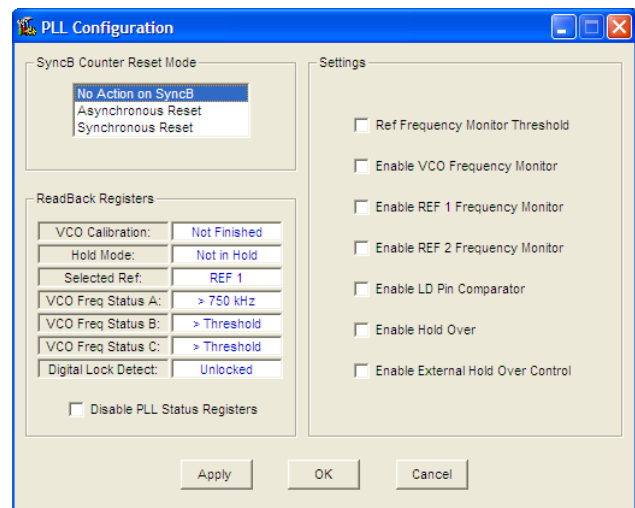 PLL Configuration
SyncB Counter Reset Mode
No Action on SyncB
Asynchronous Reset
Synchronous Reset
ReadBack Registers
VCO Calibration: Not Finished
Hold Mode: Not in Hold
Selected Ref: REF 1
VCO Freq Status A: > 750 kHz
VCO Freq Status B: > Threshold
VCO Freq Status C: > Threshold
Digital Lock Detect: Unlocked
Disable PLL Status Registers
Settings
Ref Frequency Monitor Threshold
Enable VCO Frequency Monitor
Enable REF 1 Frequency Monitor
Enable REF 2 Frequency Monitor
Enable LD Pin Comparator
Enable Hold Over
Enable External Hold Over Control
Apply OK Cancel